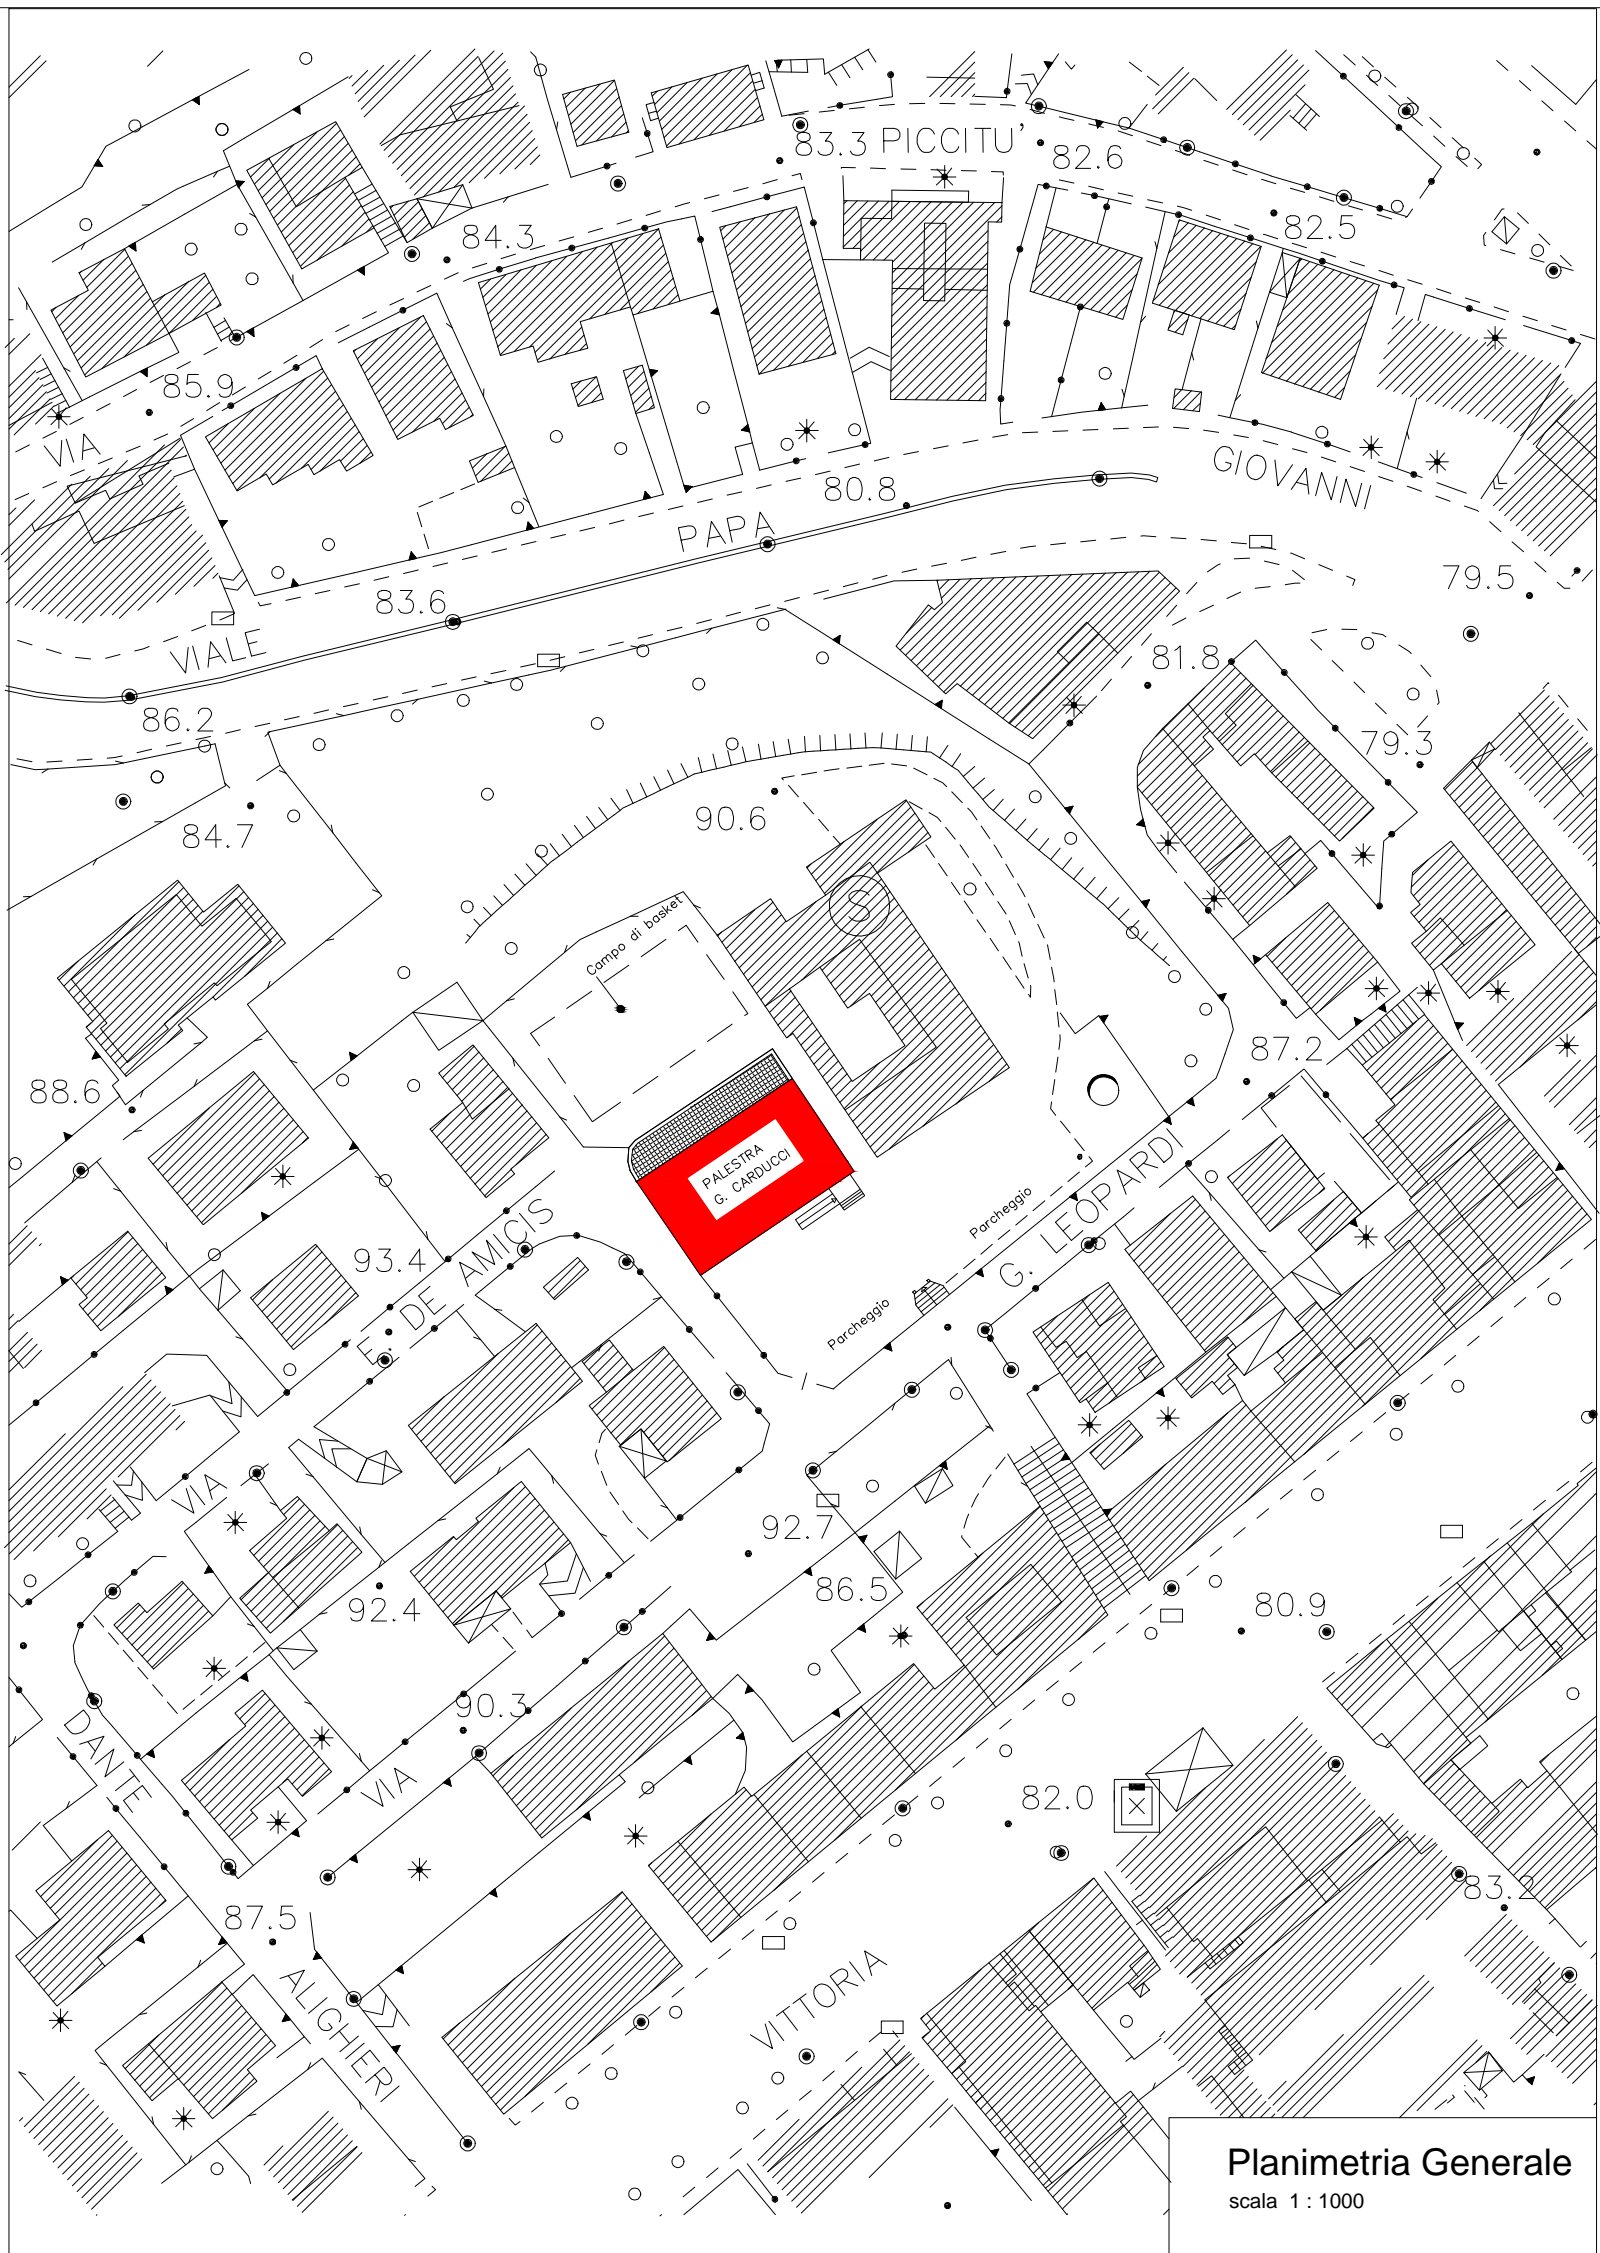 83.3 PICCITU'
82.6
82.5
84.3
85.9
VIA
GIOVANNI
80.8
PAPA
79.5
83.6
VIALE
81.8
86.2
79.3
90.6
84.7
S
Campo di basket
87.2
88.6
PALESTRA
G. CARDUCCI
G. LEOPARDI
Parcheggio
93.4
E. DE AMICIS
Parcheggio
VIA
92.7
86.5
92.4
80.9
90.3
DANTE
VIA
82.0
83.2
87.5
ALIGHIERI
VITTORIA
Planimetria Generale
scala 1 : 1000